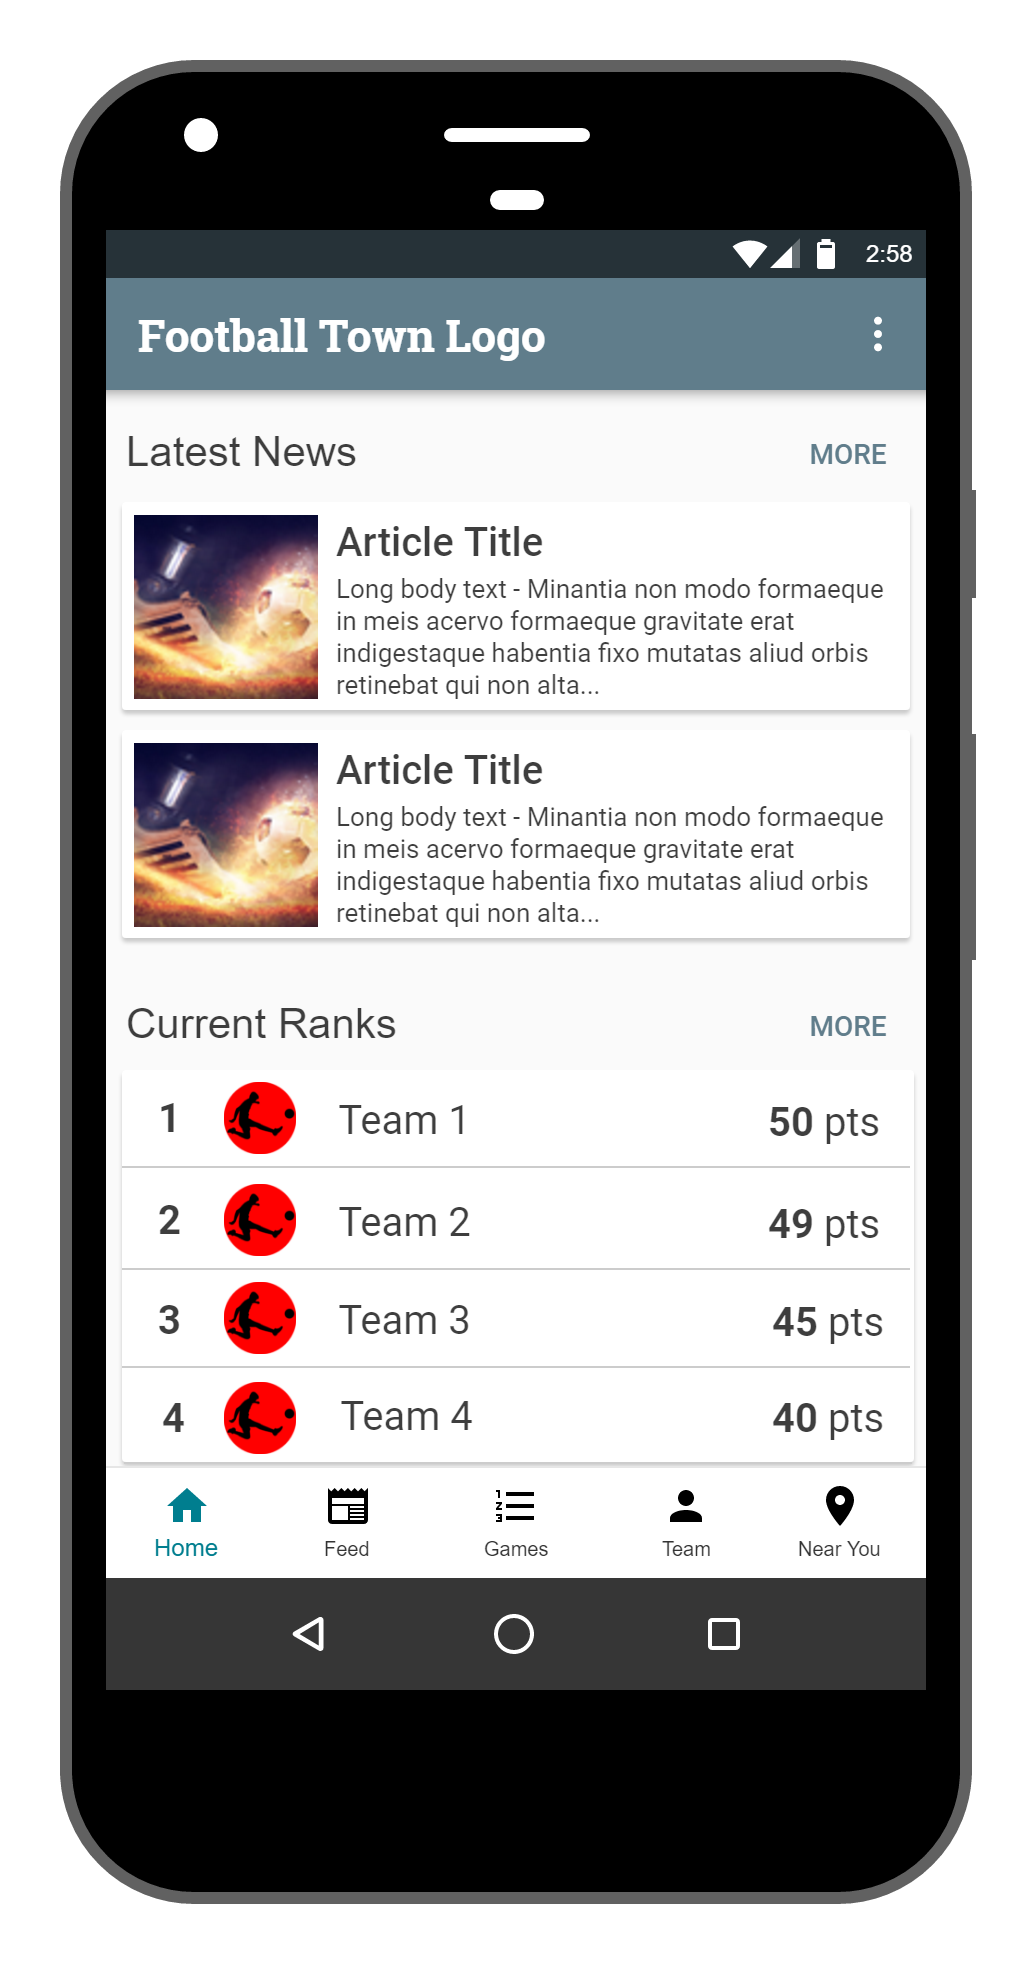 2:58
Football Town Logo
Latest News
MORE
Article Title
Long body text - Minantia non modo formaeque
in meis acervo formaeque gravitate erat
indigestaque habentia fixo mutatas aliud orbis
retinebat qui non alta...
Article Title
Long body text - Minantia non modo formaeque
in meis acervo formaeque gravitate erat
indigestaque habentia fixo mutatas aliud orbis
retinebat qui non alta...
Current Ranks
MORE
1 Team 1 50 pts
2 Team 2 49 pts
3 Team 3 45 pts
4 Team 4 40 pts
Home Feed Games Team Near You